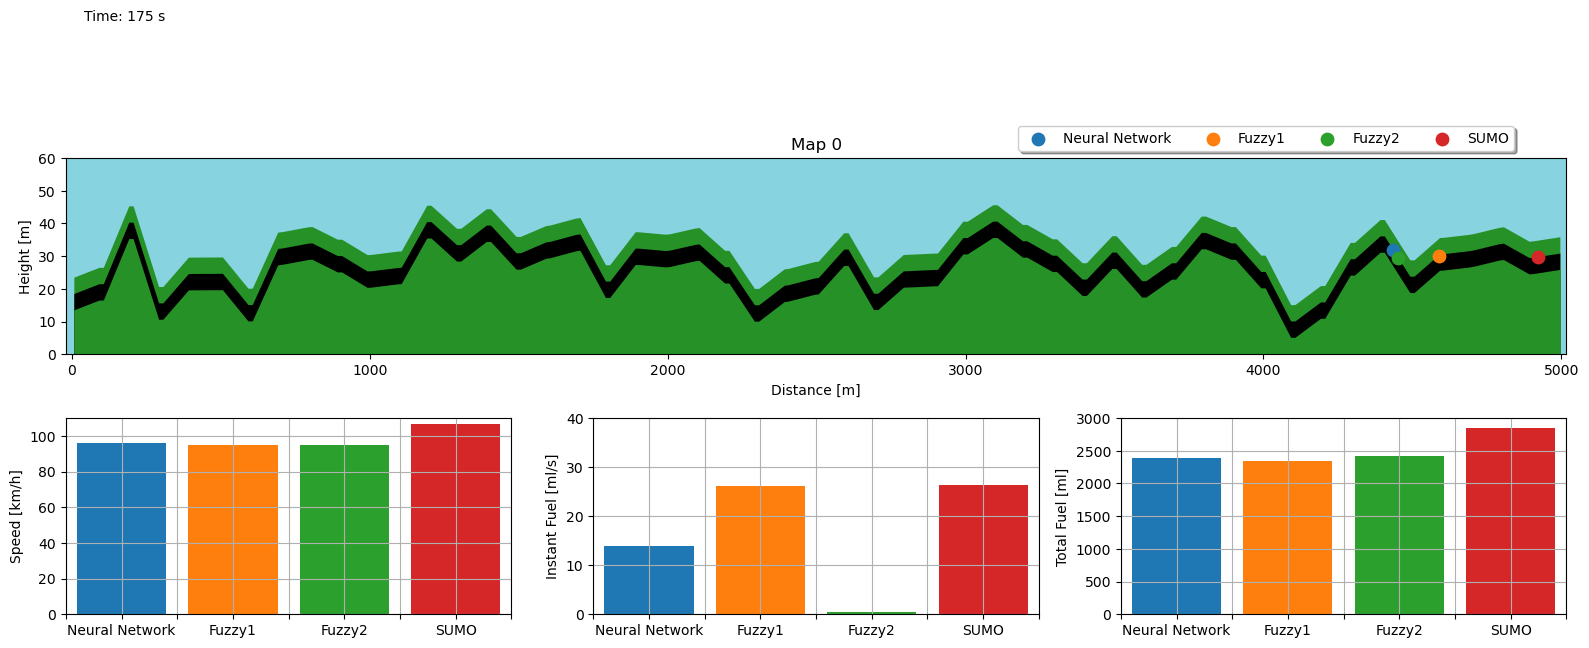 Time: 175 s
Neural Network Fuzzy1 Fuzzy2 SUMO
Map 0
Height [m]
60
50
40
30
20
10
0
0 1000 2000 3000 4000 5000
Distance [m]
Speed [km/h]
100
80
60
40
20
0
Neural Network Fuzzy1 Fuzzy2 SUMO
Instant Fuel [ml/s]
40
30
20
10
0
Neural Network Fuzzy1 Fuzzy2 SUMO
Total Fuel [ml]
3000
2500
2000
1500
1000
500
0
Neural Network Fuzzy1 Fuzzy2 SUMO